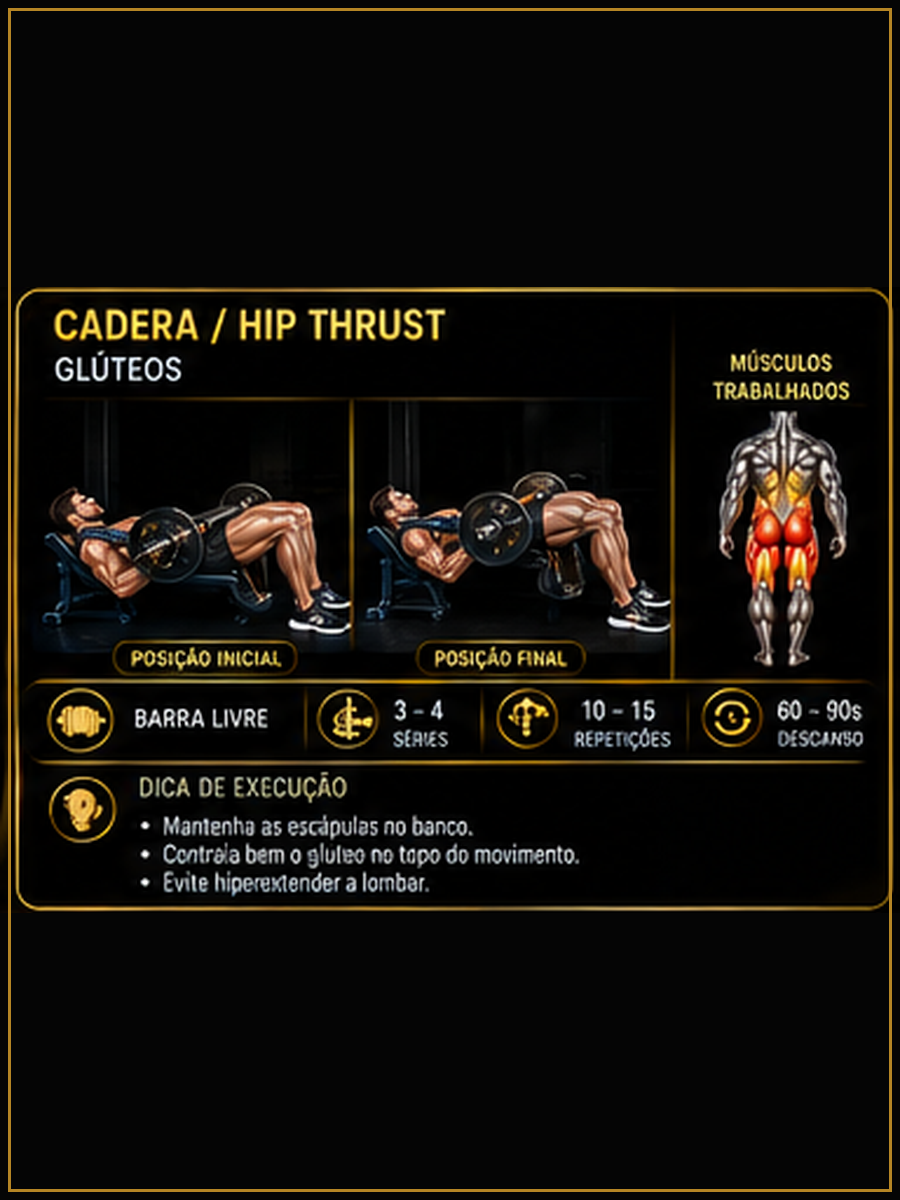 CADERA / HIP THRUST
GLÚTEOS
MÚSCULOS
TRABALHADOS
POSIÇÃO INICIAL
POSIÇÃO FINAL
BARRA LIVRE
3 – 4
SÉRIES
10 – 15
REPETIÇÕES
60 – 90s
DESCANSO
DICA DE EXECUÇÃO
• Mantenha as escápulas no banco.
• Contraia bem o glúteo no topo do movimento.
• Evite hiperextender a lombar.